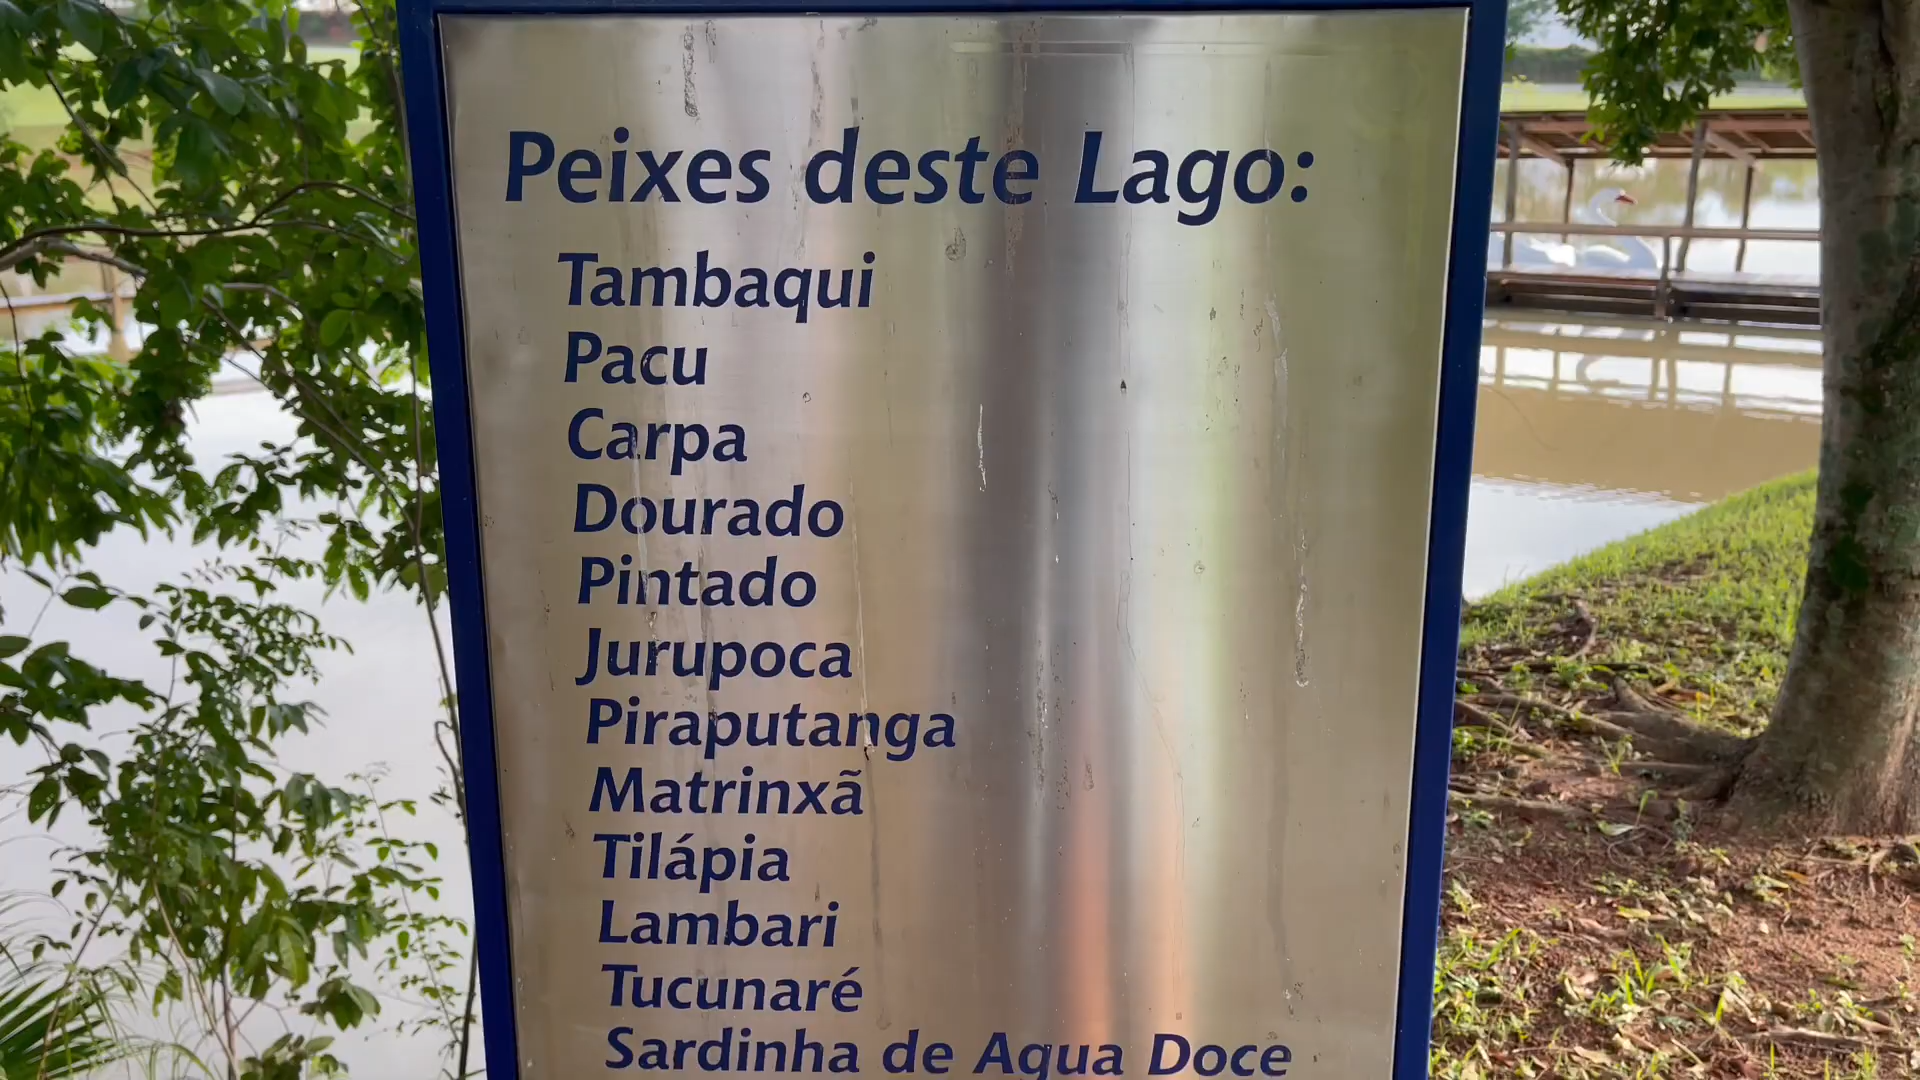 Peixes deste Lago:
Tambaqui
Pacu
Carpa
Dourado
Pintado
Jurupoca
Piraputanga
Matrinxã
Tilápia
Lambari
Tucunaré
Sardinha de Agua Doce